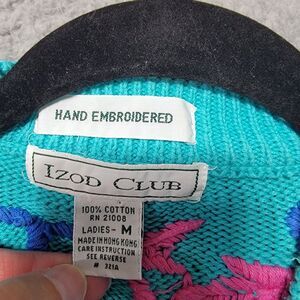 HAND EMBROIDERED
IZOD CLUB
100% COTTON
RN 21008
LADIES- M
MADE IN HONG KONG
CARE INSTRUCTION
SEE REVERSE
# 321A